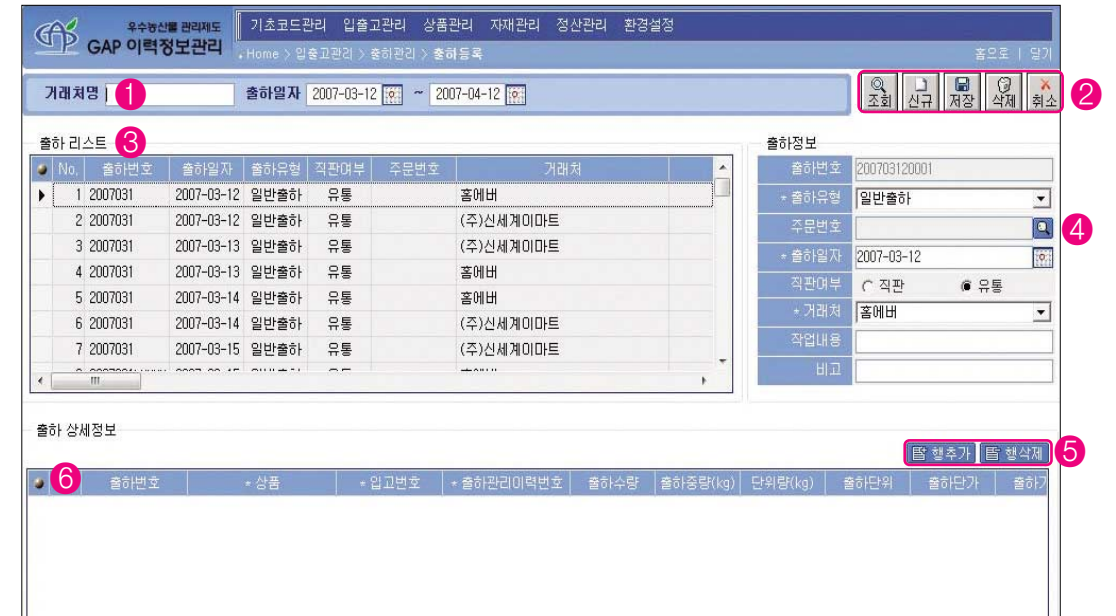 우수농산물 관리제도
GAP GAP 이력정보관리
기초코드관리 입출고관리 상품관리 자재관리 정산관리 환경설정
Home > 입출고관리 > 출하관리 > 출하등록
홈으로 | 닫기
거래처명 1 출하일자 2007-03-12 ~ 2007-04-12
조회 신규 저장 삭제 취소 2
출하 리스트 3
No. 출하번호 출하일자 출하유형 직판여부 주문번호 거래처
1 2007031 2007-03-12 일반출하 유통 홈에버
2 2007031 2007-03-12 일반출하 유통 (주)신세계이마트
3 2007031 2007-03-13 일반출하 유통 (주)신세계이마트
4 2007031 2007-03-13 일반출하 유통 홈에버
5 2007031 2007-03-14 일반출하 유통 홈에버
6 2007031 2007-03-14 일반출하 유통 (주)신세계이마트
7 2007031 2007-03-15 일반출하 유통 (주)신세계이마트
출하정보
출하번호 200703120001
* 출하유형 일반출하
주문번호 4
* 출하일자 2007-03-12
직판여부 직판 유통
* 거래처 홈에버
작업내용
비고
출하 상세정보
행추가 행삭제 5
6 출하번호 * 상품 * 입고번호 * 출하관리이력번호 출하수량 출하중량(kg) 단위량(kg) 출하단위 출하단가